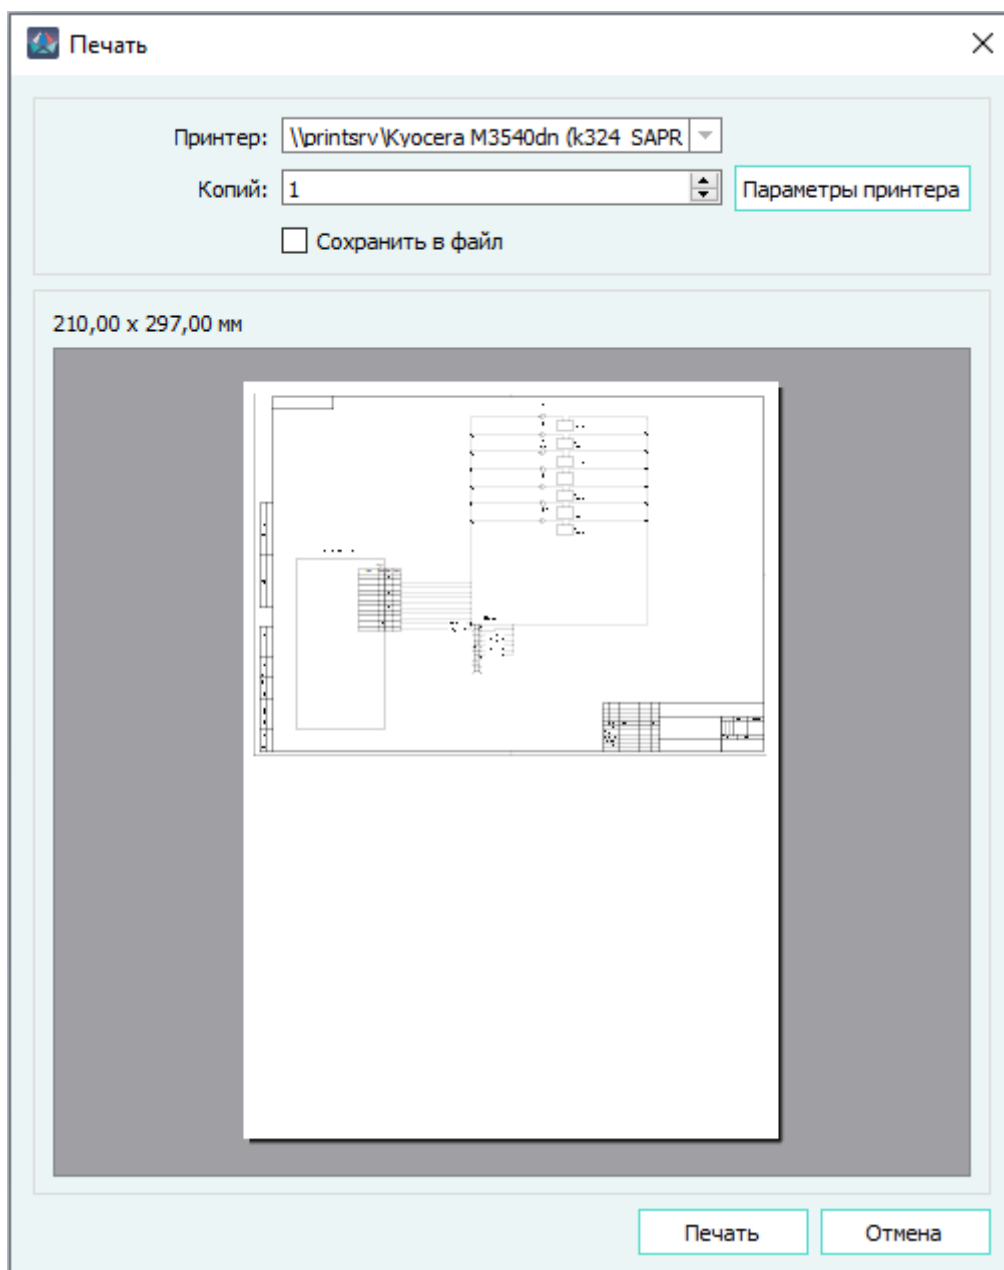 Печать
Принтер: \\printsrv\Kyocera M3540dn (k324_SAPR
Копий: 1
Параметры принтера
Сохранить в файл
210,00 x 297,00 мм
Печать
Отмена